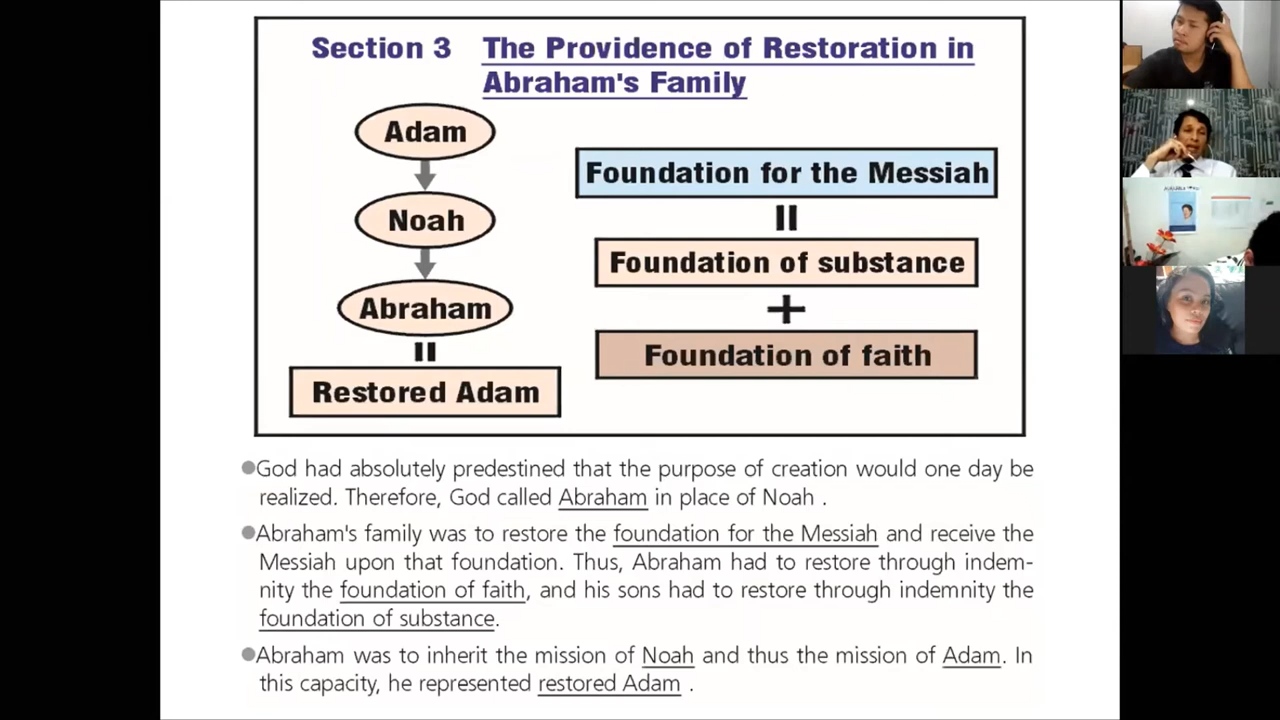 Section 3 The Providence of Restoration in
Abraham's Family
Adam
Noah
Abraham
Restored Adam
Foundation for the Messiah
Foundation of substance
+
Foundation of faith
●God had absolutely predestined that the purpose of creation would one day be
realized. Therefore, God called Abraham in place of Noah .
●Abraham's family was to restore the foundation for the Messiah and receive the
Messiah upon that foundation. Thus, Abraham had to restore through indem-
nity the foundation of faith, and his sons had to restore through indemnity the
foundation of substance.
●Abraham was to inherit the mission of Noah and thus the mission of Adam. In
this capacity, he represented restored Adam .